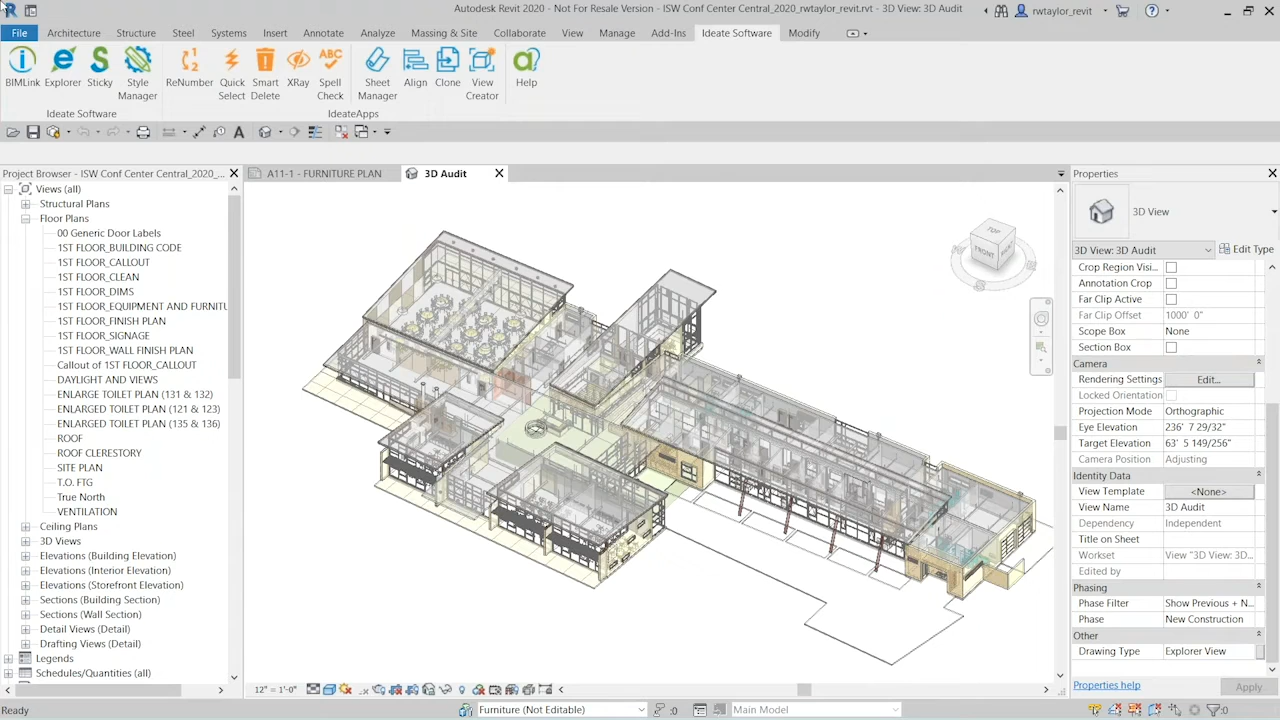 Autodesk Revit 2020 - Not For Resale Version - ISW Conf Center Central_2020_rwtaylor_revit.rvt - 3D View: 3D Audit
rwtaylor_revit
File Architecture Structure Steel Systems Insert Annotate Analyze Massing & Site Collaborate View Manage Add-Ins Ideate Software Modify
BIMLink Explorer Sticky Style Manager ReNumber Quick Select Smart Delete XRay Spell Check Sheet Manager Align Clone View Creator Help
ABC
Ideate Software IdeateApps
Project Browser - ISW Conf Center Central_2020_...
A11-1 - FURNITURE PLAN
3D Audit
Views (all)
Structural Plans
Floor Plans
00 Generic Door Labels
1ST FLOOR_BUILDING CODE
1ST FLOOR_CALLOUT
1ST FLOOR_CLEAN
1ST FLOOR_DIMS
1ST FLOOR_EQUIPMENT AND FURNITU
1ST FLOOR_FINISH PLAN
1ST FLOOR_SIGNAGE
1ST FLOOR_WALL FINISH PLAN
Callout of 1ST FLOOR_CALLOUT
DAYLIGHT AND VIEWS
ENLARGE TOILET PLAN (131 & 132)
ENLARGED TOILET PLAN (121 & 123)
ENLARGED TOILET PLAN (135 & 136)
ROOF
ROOF CLERESTORY
SITE PLAN
T.O. FTG
True North
VENTILATION
Ceiling Plans
3D Views
Elevations (Building Elevation)
Elevations (Interior Elevation)
Elevations (Storefront Elevation)
Sections (Building Section)
Sections (Wall Section)
Detail Views (Detail)
Drafting Views (Detail)
Legends
Schedules/Quantities (all)
TOP
FRONT
Properties
3D View
3D View: 3D Audit Edit Type
Crop Region Visi...
Annotation Crop
Far Clip Active
Far Clip Offset 1000' 0"
Scope Box None
Section Box
Camera
Rendering Settings Edit...
Locked Orientation
Projection Mode Orthographic
Eye Elevation 236' 7 29/32"
Target Elevation 63' 5 149/256"
Camera Position Adjusting
Identity Data
View Template <None>
View Name 3D Audit
Dependency Independent
Title on Sheet
Workset View "3D View: 3D...
Edited by
Phasing
Phase Filter Show Previous + N...
Phase New Construction
Other
Drawing Type Explorer View
Properties help Apply
12" = 1'-0"
Ready
Furniture (Not Editable)
:0
Main Model
:0